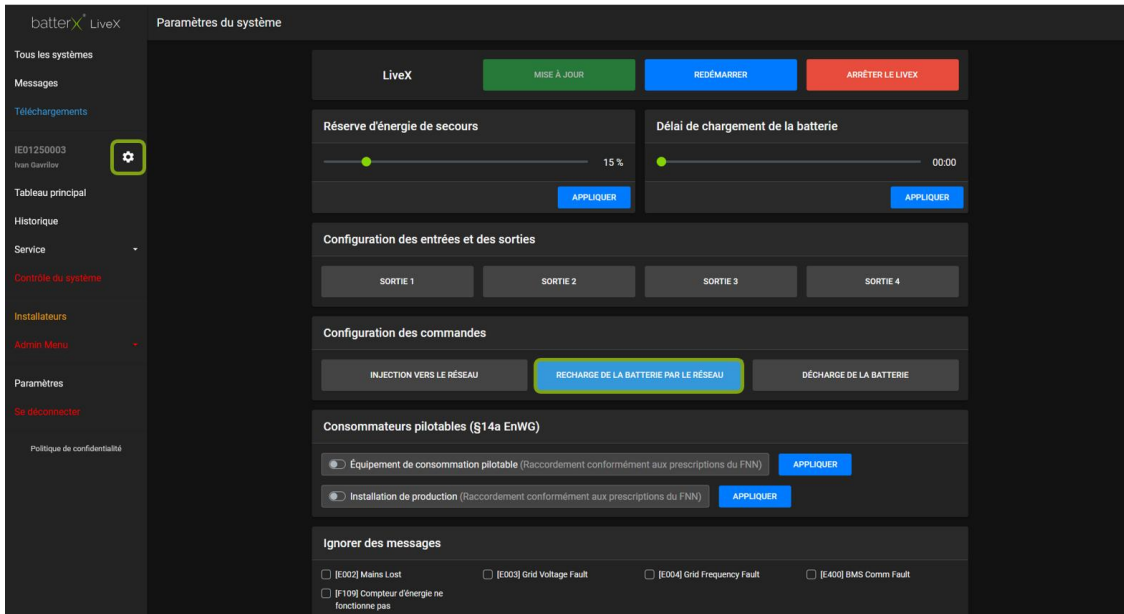 batterX LiveX
Paramètres du système
Tous les systèmes
Messages
Téléchargements
IE01250003
Ivan Gavrilov
Tableau principal
Historique
Service
Contrôle du système
Installateurs
Admin Menu
Paramètres
Se déconnecter
Politique de confidentialité
LiveX
MISE À JOUR
REDÉMARRER
ARRÊTER LE LIVEX
Réserve d'énergie de secours
15 %
APPLIQUER
Délai de chargement de la batterie
00:00
APPLIQUER
Configuration des entrées et des sorties
SORTIE 1
SORTIE 2
SORTIE 3
SORTIE 4
Configuration des commandes
INJECTION VERS LE RÉSEAU
RECHARGE DE LA BATTERIE PAR LE RÉSEAU
DÉCHARGE DE LA BATTERIE
Consommateurs pilotables (§14a EnWG)
Équipement de consommation pilotable (Raccordement conformément aux prescriptions du FNN)
APPLIQUER
Installation de production (Raccordement conformément aux prescriptions du FNN)
APPLIQUER
Ignorer des messages
[E002] Mains Lost
[E003] Grid Voltage Fault
[E004] Grid Frequency Fault
[E400] BMS Comm Fault
[F109] Compteur d'énergie ne
fonctionne pas